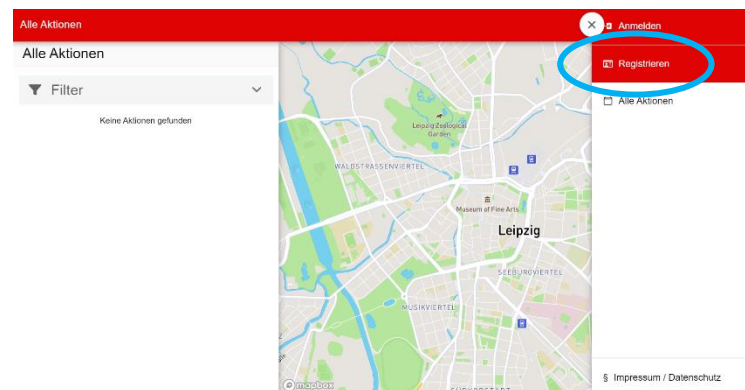 Alle Aktionen
Alle Aktionen
Filter
Keine Aktionen gefunden
Leipzig Zoological
Garden
WALDSTRASSENVIERTEL
Museum of Fine Arts
Leipzig
SEEBURGVIERTEL
MUSIKVIERTEL
mapbox
Anmelden
Registrieren
Alle Aktionen
§ Impressum / Datenschutz